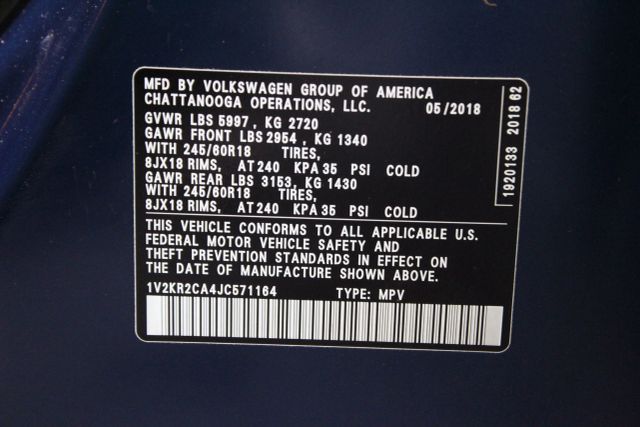 MFD BY VOLKSWAGEN GROUP OF AMERICA
CHATTANOOGA OPERATIONS, LLC. 05/2018
GVWR LBS 5997, KG 2720
GAWR FRONT LBS 2954, KG 1340
WITH 245/60R18 TIRES,
8JX18 RIMS, AT 240 KPA 35 PSI COLD
GAWR REAR LBS 3153, KG 1430
WITH 245/60R18 TIRES,
8JX18 RIMS, AT 240 KPA 35 PSI COLD
THIS VEHICLE CONFORMS TO ALL APPLICABLE U.S.
FEDERAL MOTOR VEHICLE SAFETY AND
THEFT PREVENTION STANDARDS IN EFFECT ON
THE DATE OF MANUFACTURE SHOWN ABOVE.
1V2KR2CA4JC571164 TYPE: MPV
1920133 2018 62